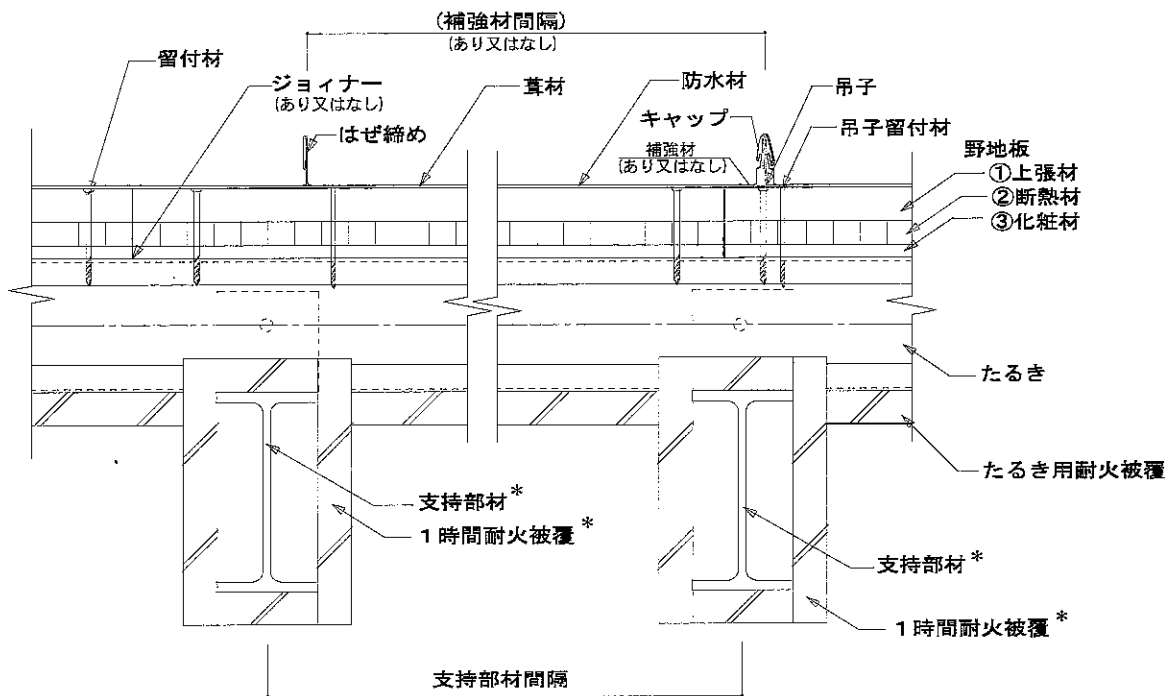 (補強材間隔)
(あり又はなし)
留付材
ジョイナー
(あり又はなし)
はぜ締め
葺材
防水材
キャップ
補強材
(あり又はなし)
吊子
吊子留付材
野地板
①上張材
②断熱材
③化粧材
たるき
たるき用耐火被覆
支持部材*
1時間耐火被覆*
支持部材*
1時間耐火被覆*
支持部材間隔